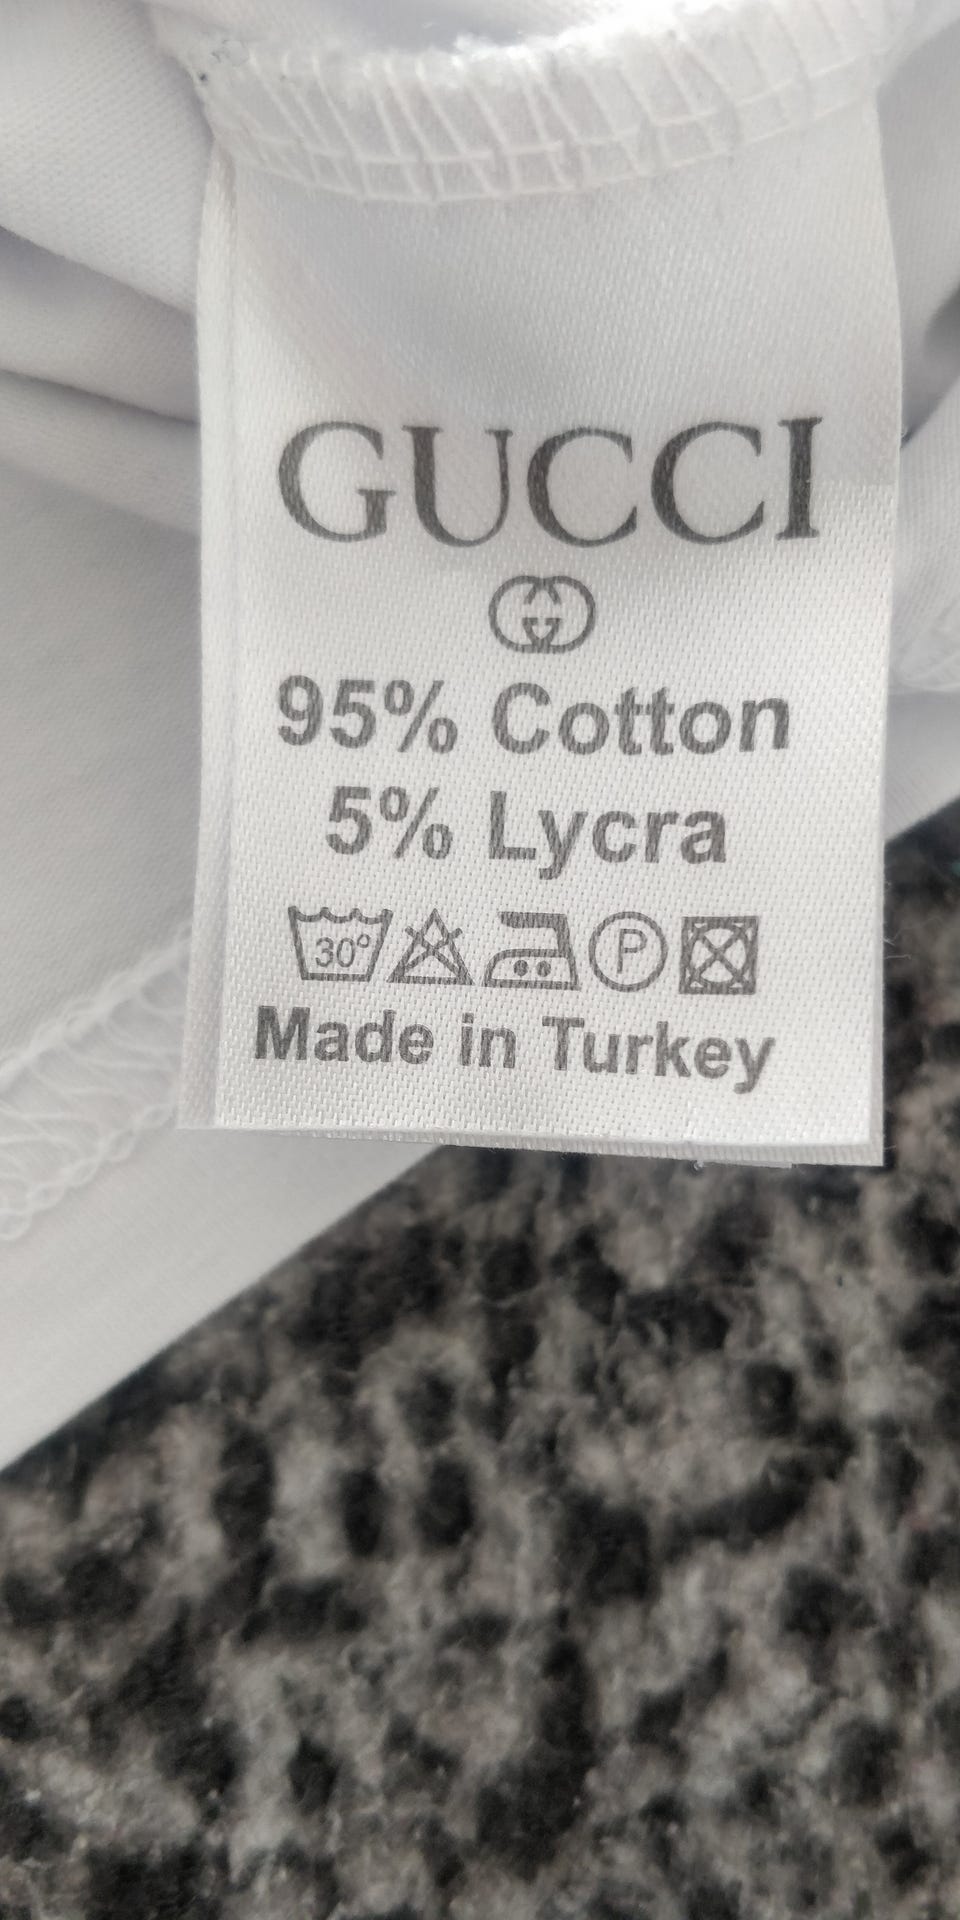 GUCCI
95% Cotton
5% Lycra
30° P
Made in Turkey